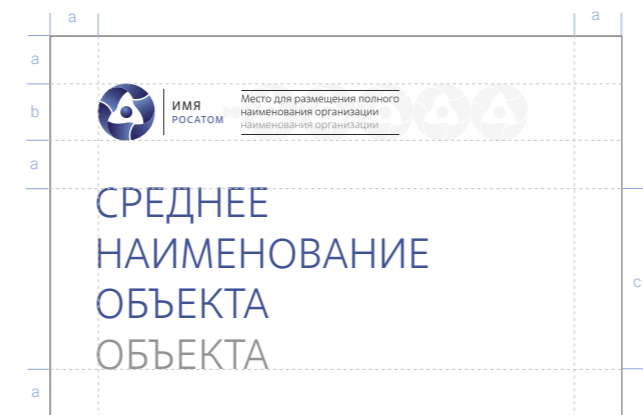 a
a
a
ИМЯ
РОСАТОМ
Место для размещения полного
наименования организации
наименования организации
b
a
СРЕДНЕЕ
НАИМЕНОВАНИЕ
ОБЪЕКТА
ОБЪЕКТА
c
a